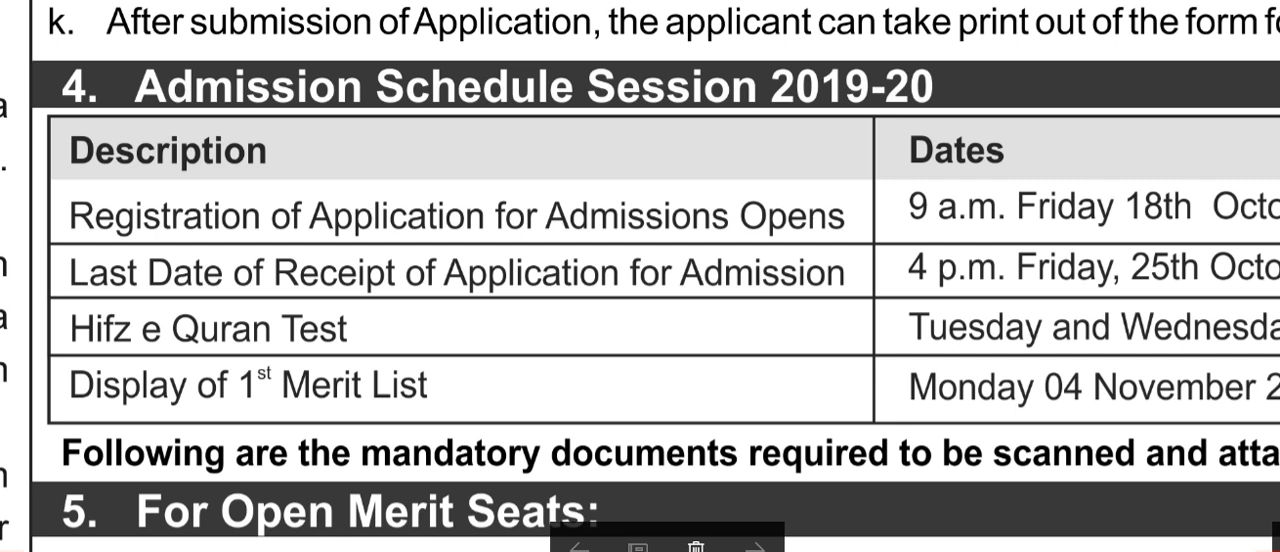 k. After submission of Application, the applicant can take print out of the form
4. Admission Schedule Session 2019-20
Description Dates
Registration of Application for Admissions Opens 9 a.m. Friday 18th
Last Date of Receipt of Application for Admission 4 p.m. Friday, 25th
Hifz e Quran Test Tuesday and
Display of 1st Merit List Monday 04 November
Following are the mandatory documents required to be scanned and
5. For Open Merit Seats: